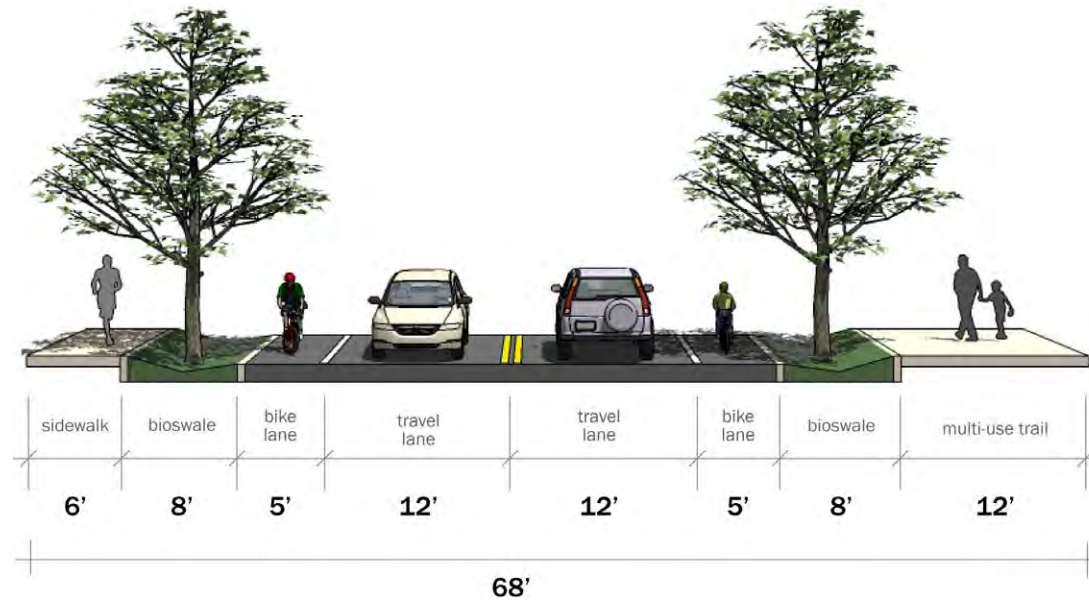 sidewalk
bioswale
bike
lane
travel
lane
travel
lane
bike
lane
bioswale
multi-use trail
6’
8’
5’
12’
12’
5’
8’
12’
68’